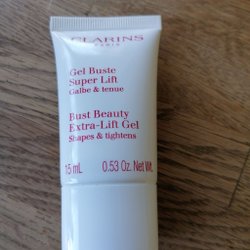 CLARINS
PARIS
Gel Buste
Super Lift
Galbe & tenue
Bust Beauty
Extra-Lift Gel
Shapes & tightens
15 mL 0.53 Oz. Net Wt.